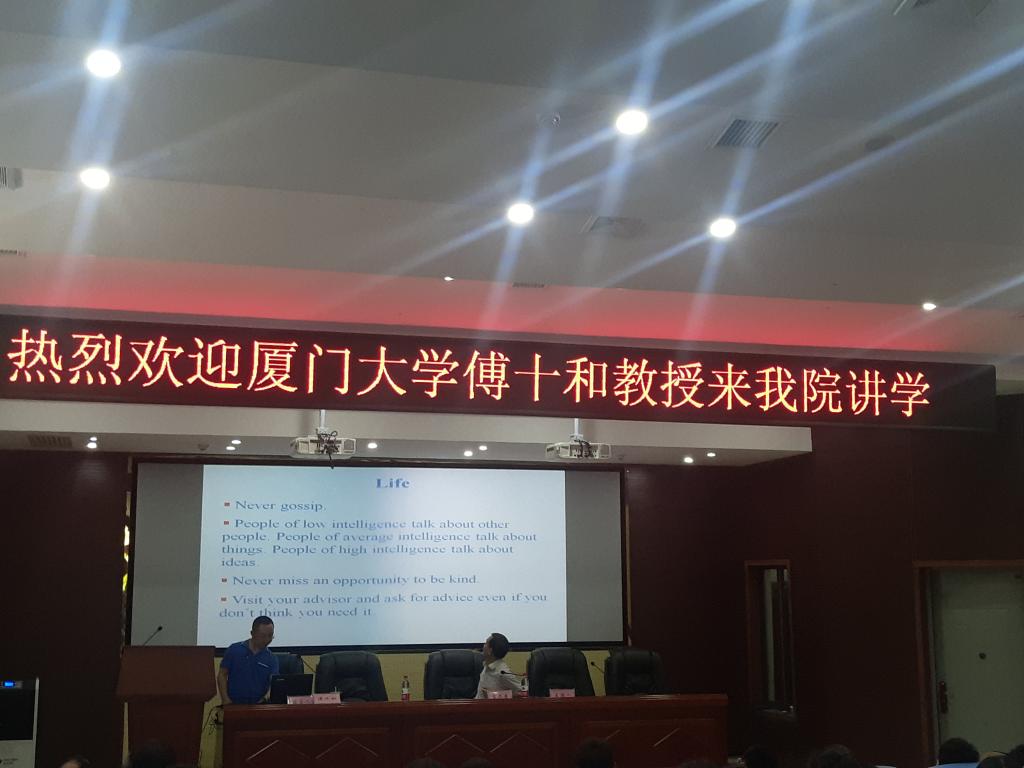 热烈欢迎厦门大学傅十和教授来我院讲学
Life
Never gossip.
People of low intelligence talk about other
people. People of average intelligence talk about
things. People of high intelligence talk about
ideas.
Never miss an opportunity to be kind.
Visit your advisor and ask for advice even if you
don't think you need it.